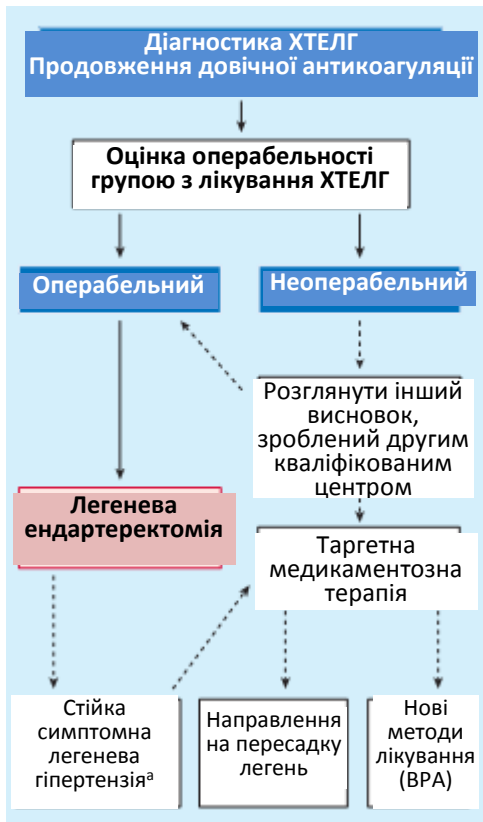 Діагностика ХТЕЛГ
Продовження довічної антикоагуляції
Оцінка операбельності
групою з лікування ХТЕЛГ
Операбельний
Неоперабельний
Розглянути інший
висновок,
зроблений другим
кваліфікованим
центром
Легенева
ендартеректомія
Таргетна
медикаментозна
терапія
Стійка
симптомна
легенева
гіпертензіяᵃ
Направлення
на пересадку
легень
Нові
методи
лікування
(BPA)